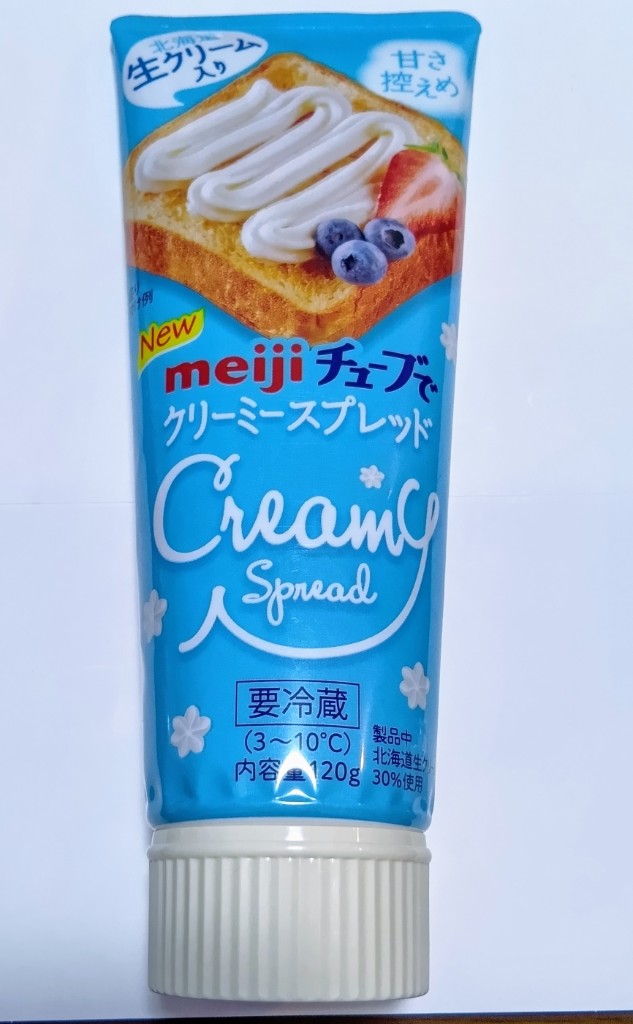 北海道
生クリーム
入り
甘さ
控えめ
New
meiji チューブで
クリーミースプレッド
Creamy
Spread
要冷蔵
(3～10℃)
内容量120g
製品中
北海道生ク
30%使用